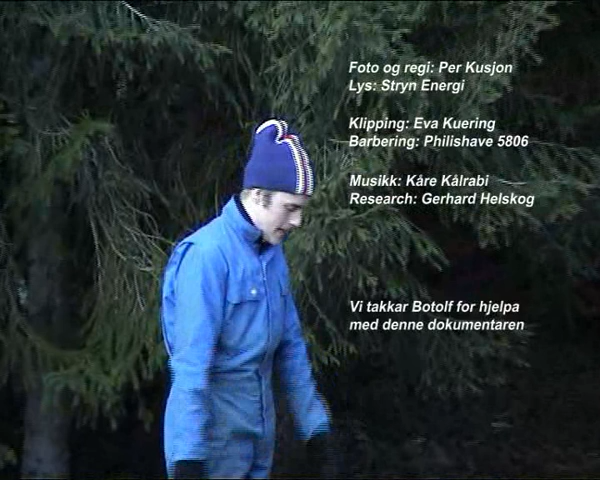 Foto og regi: Per Kusjon
Lys: Stryn Energi
Klipping: Eva Kuering
Barbering: Philishave 5806
Musikk: Kåre Kålrabi
Research: Gerhard Helskog
Vi takkar Botolf for hjelpa
med denne dokumentaren